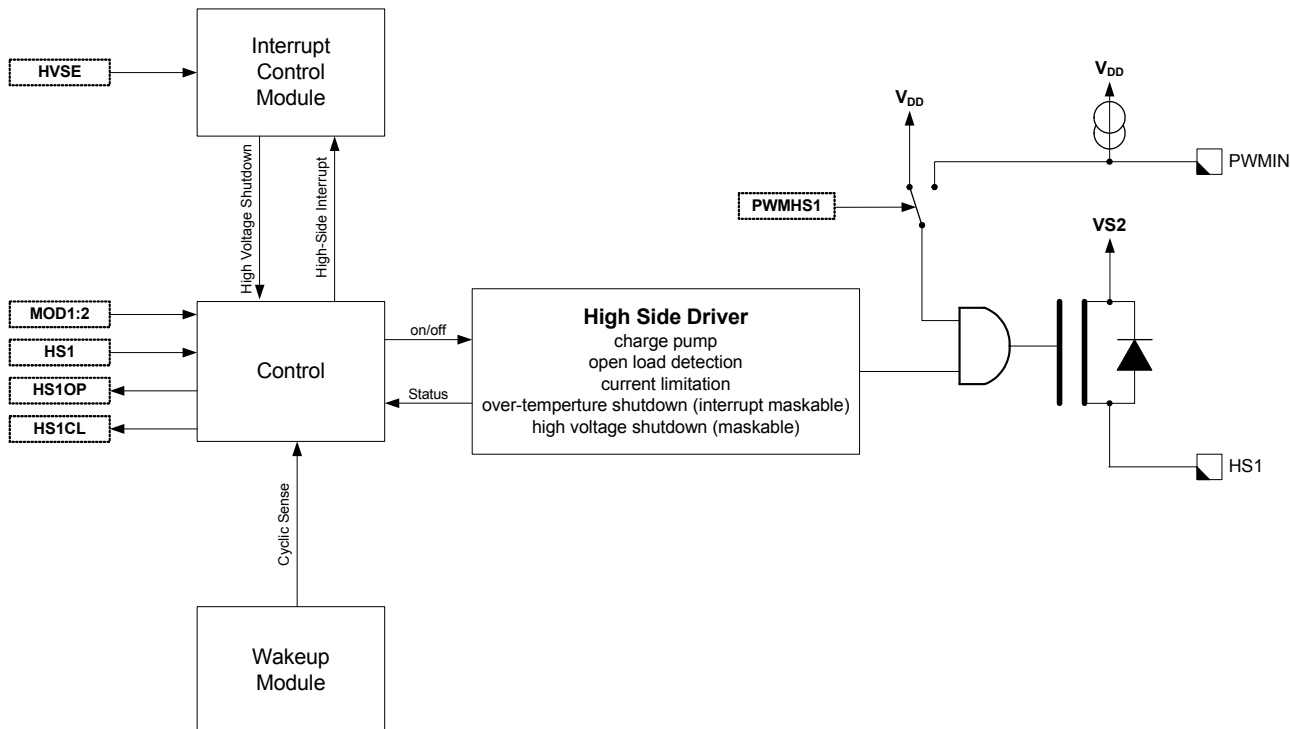 Interrupt
Control
Module
HVSE
High Voltage Shutdown
High-Side Interrupt
MOD1:2
HS1
HS1OP
HS1CL
Control
on/off
Status
High Side Driver
charge pump
open load detection
current limitation
over-temperture shutdown (interrupt maskable)
high voltage shutdown (maskable)
Cyclic Sense
Wakeup
Module
VDD
VDD
PWMIN
PWMHS1
VS2
HS1